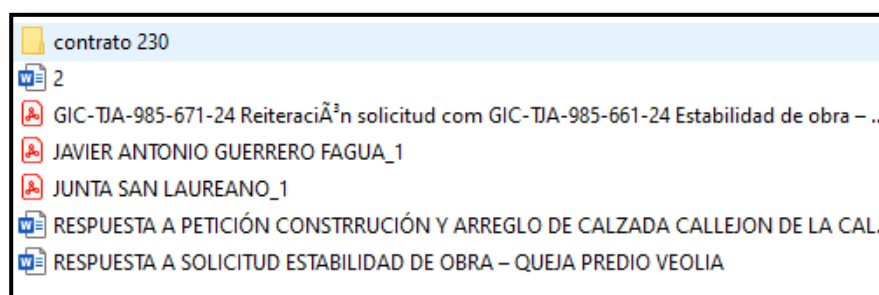 contrato 230
2
GIC-TJA-985-671-24 ReiteraciÃ³n solicitud com GIC-TJA-985-661-24 Estabilidad de obra – ...
JAVIER ANTONIO GUERRERO FAGUA_1
JUNTA SAN LAUREANO_1
RESPUESTA A PETICIÓN CONSTRRUCIÓN Y ARREGLO DE CALZADA CALLEJON DE LA CAL...
RESPUESTA A SOLICITUD ESTABILIDAD DE OBRA – QUEJA PREDIO VEOLIA